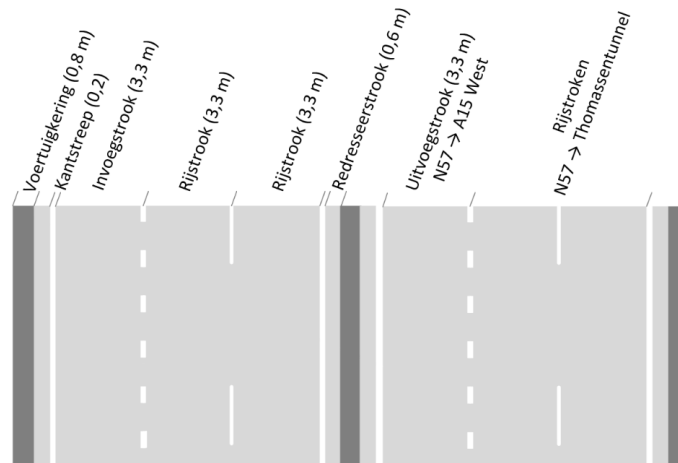 Voertuigkering (0,8 m)
Kantstreep (0,2)
Invoegstrook (3,3 m)
Rijstrook (3,3 m)
Rijstrook (3,3 m)
Redresseerstrook (0,6 m)
Uitvoegstrook (3,3 m)
N57 → A15 West
Rijstroken
N57 → Thomassentunnel